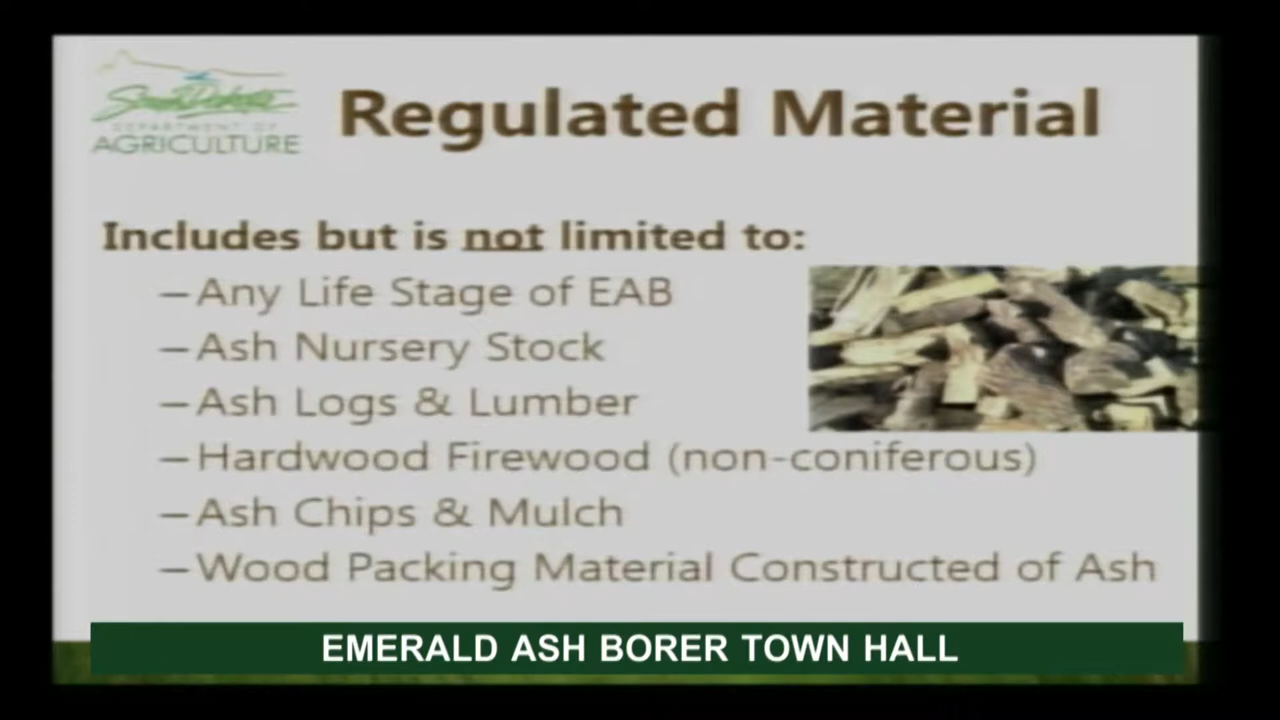 South Dakota
DEPARTMENT OF
AGRICULTURE
Regulated Material
Includes but is not limited to:
–Any Life Stage of EAB
–Ash Nursery Stock
–Ash Logs & Lumber
–Hardwood Firewood (non-coniferous)
–Ash Chips & Mulch
–Wood Packing Material Constructed of Ash
EMERALD ASH BORER TOWN HALL